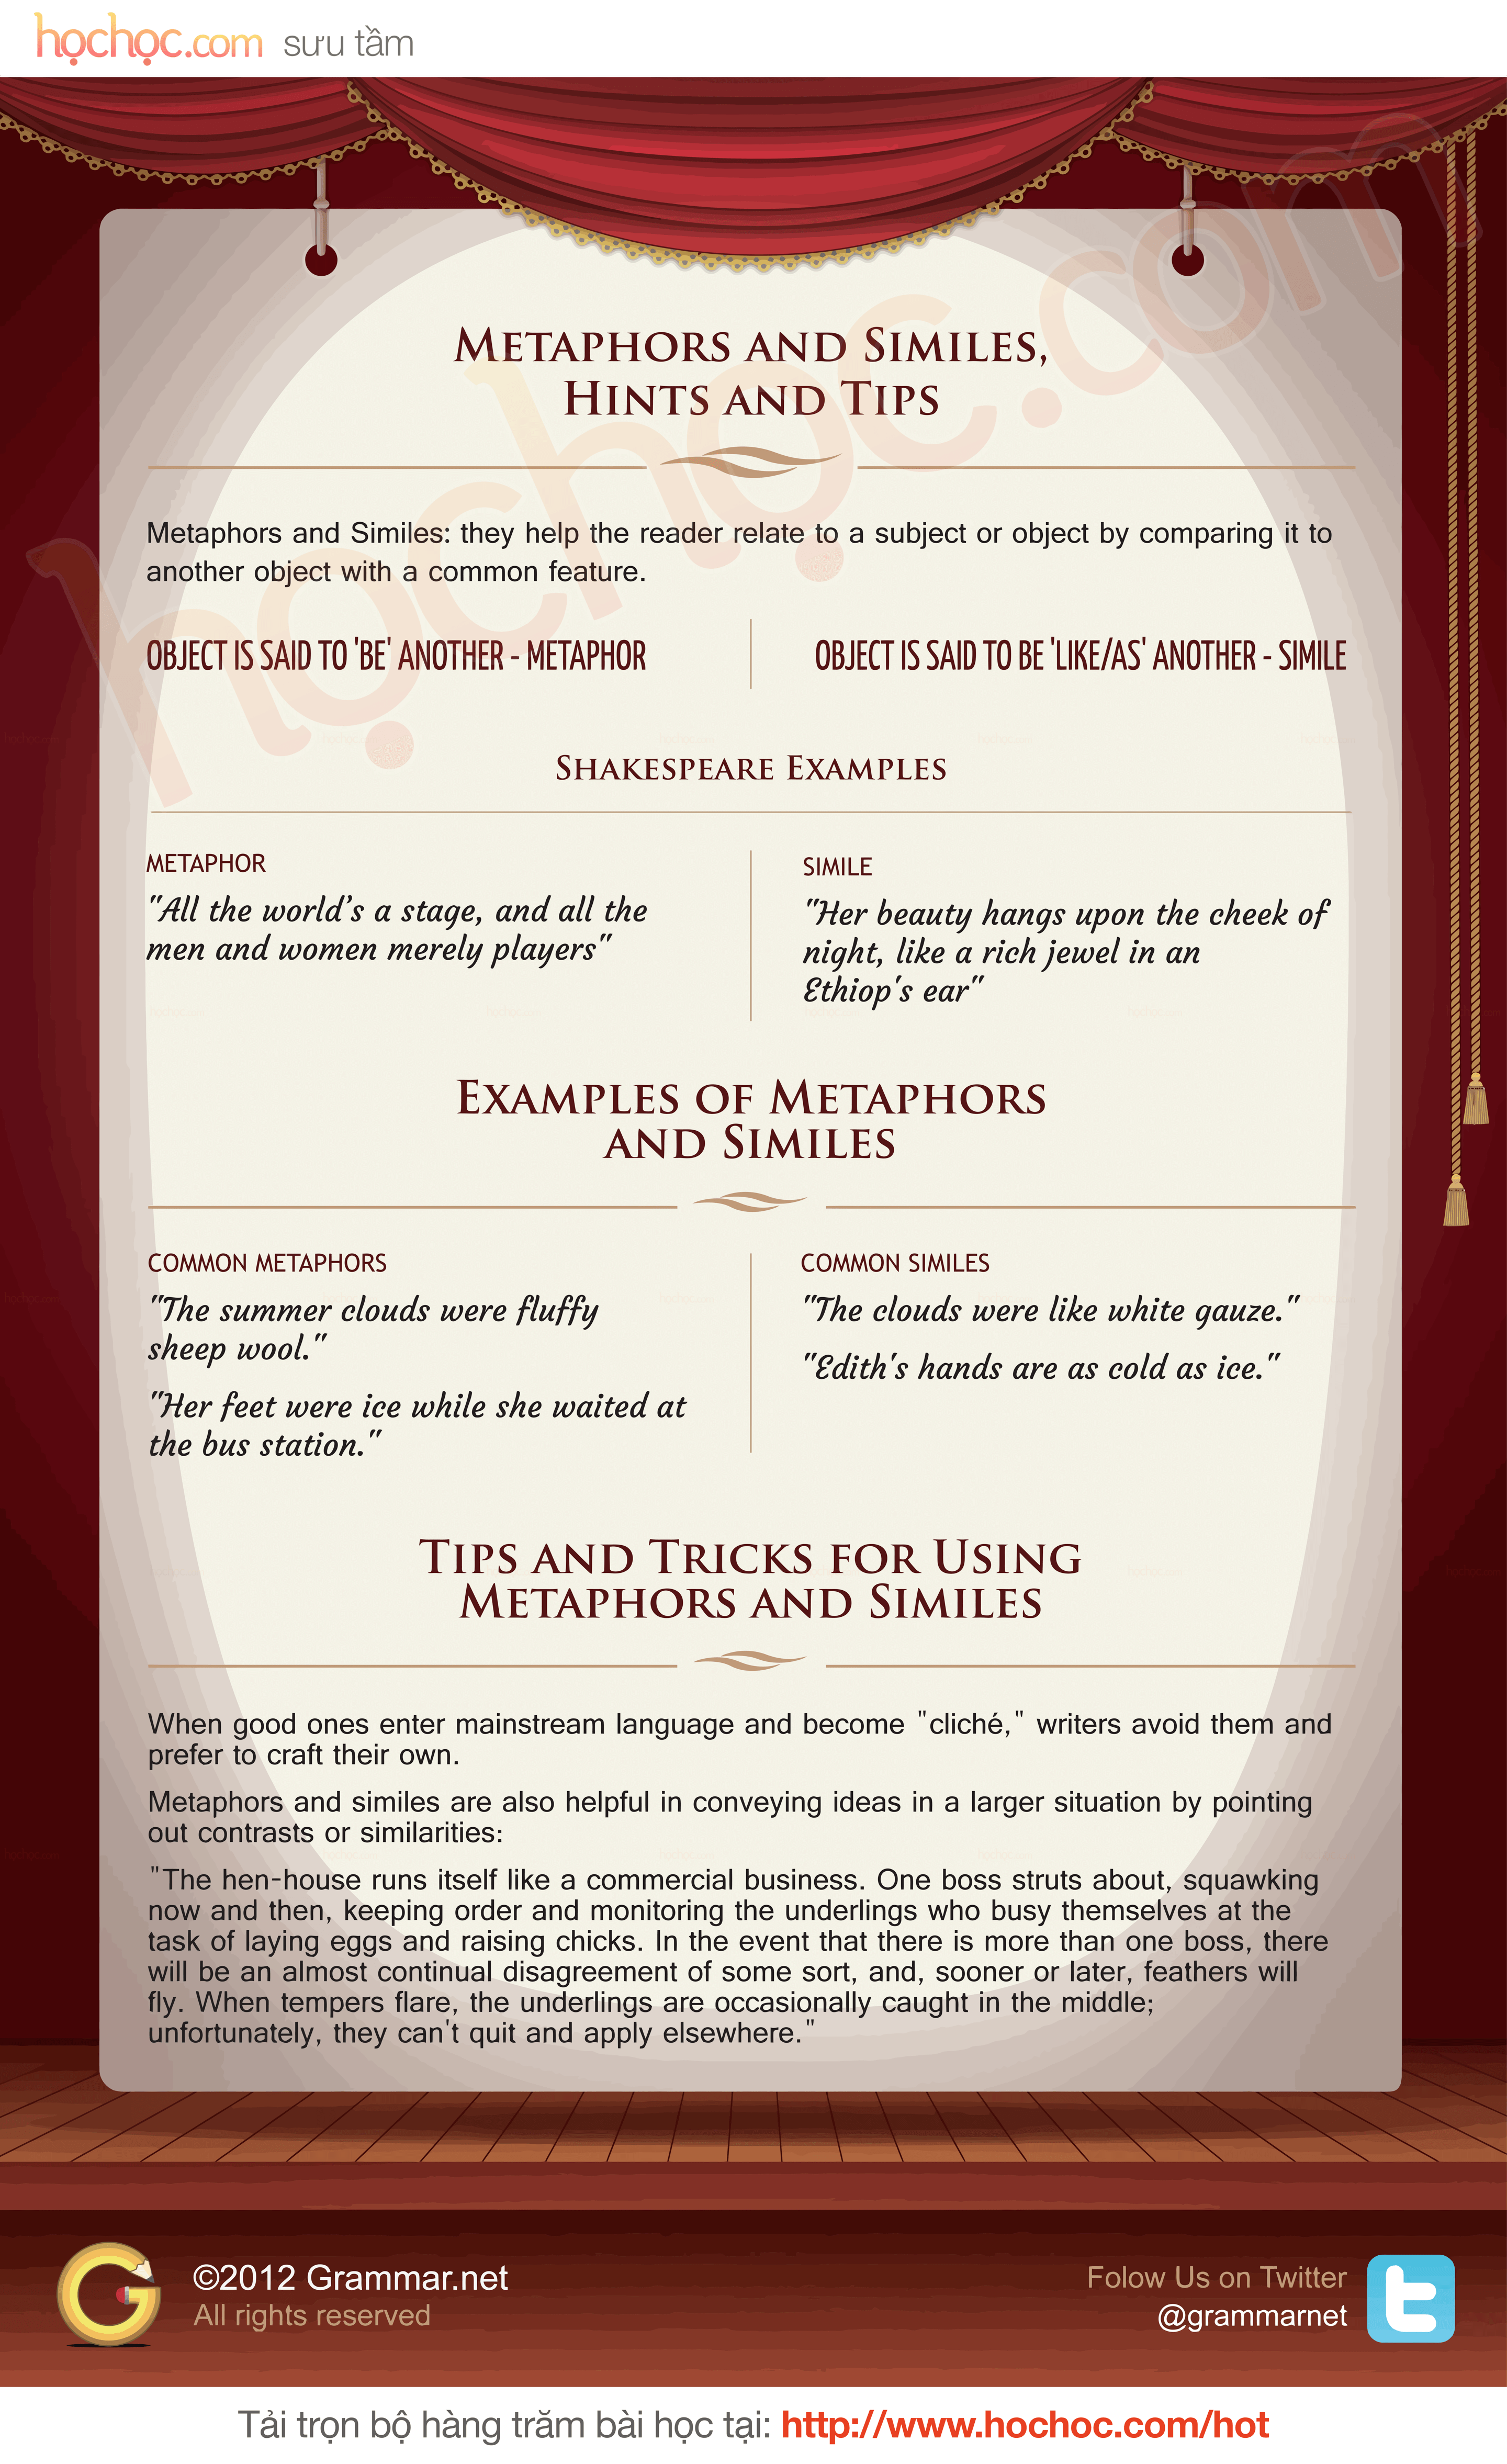 họchọc.com sưu tầm
Metaphors and Similes,
Hints and Tips
Metaphors and Similes: they help the reader relate to a subject or object by comparing it to
another object with a common feature.
OBJECT IS SAID TO 'BE' ANOTHER - METAPHOR
OBJECT IS SAID TO BE 'LIKE/AS' ANOTHER - SIMILE
Shakespeare Examples
METAPHOR
"All the world's a stage, and all the
men and women merely players"
SIMILE
"Her beauty hangs upon the cheek of
night, like a rich jewel in an
Ethiop's ear"
Examples of Metaphors
and Similes
COMMON METAPHORS
"The summer clouds were fluffy
sheep wool."
"Her feet were ice while she waited at
the bus station."
COMMON SIMILES
"The clouds were like white gauze."
"Edith's hands are as cold as ice."
Tips and Tricks for Using
Metaphors and Similes
When good ones enter mainstream language and become "cliché," writers avoid them and
prefer to craft their own.
Metaphors and similes are also helpful in conveying ideas in a larger situation by pointing
out contrasts or similarities:
"The hen-house runs itself like a commercial business. One boss struts about, squawking
now and then, keeping order and monitoring the underlings who busy themselves at the
task of laying eggs and raising chicks. In the event that there is more than one boss, there
will be an almost continual disagreement of some sort, and, sooner or later, feathers will
fly. When tempers flare, the underlings are occasionally caught in the middle;
unfortunately, they can't quit and apply elsewhere."
©2012 Grammar.net
All rights reserved
Folow Us on Twitter
@grammarnet
Tải trọn bộ hàng trăm bài học tại: http://www.hochoc.com/hot
họchọc.com